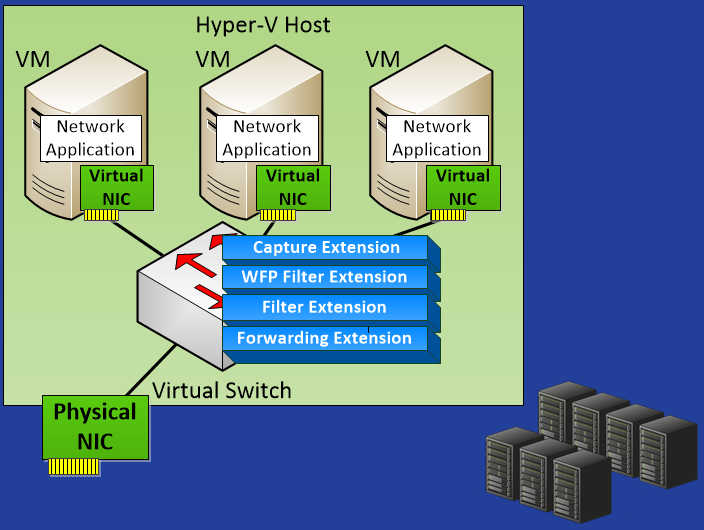 Hyper-V Host
VM
VM
VM
Network
Application
Network
Application
Network
Application
Virtual
NIC
Virtual
NIC
Virtual
NIC
Capture Extension
WFP Filter Extension
Filter Extension
Forwarding Extension
Virtual Switch
Physical
NIC